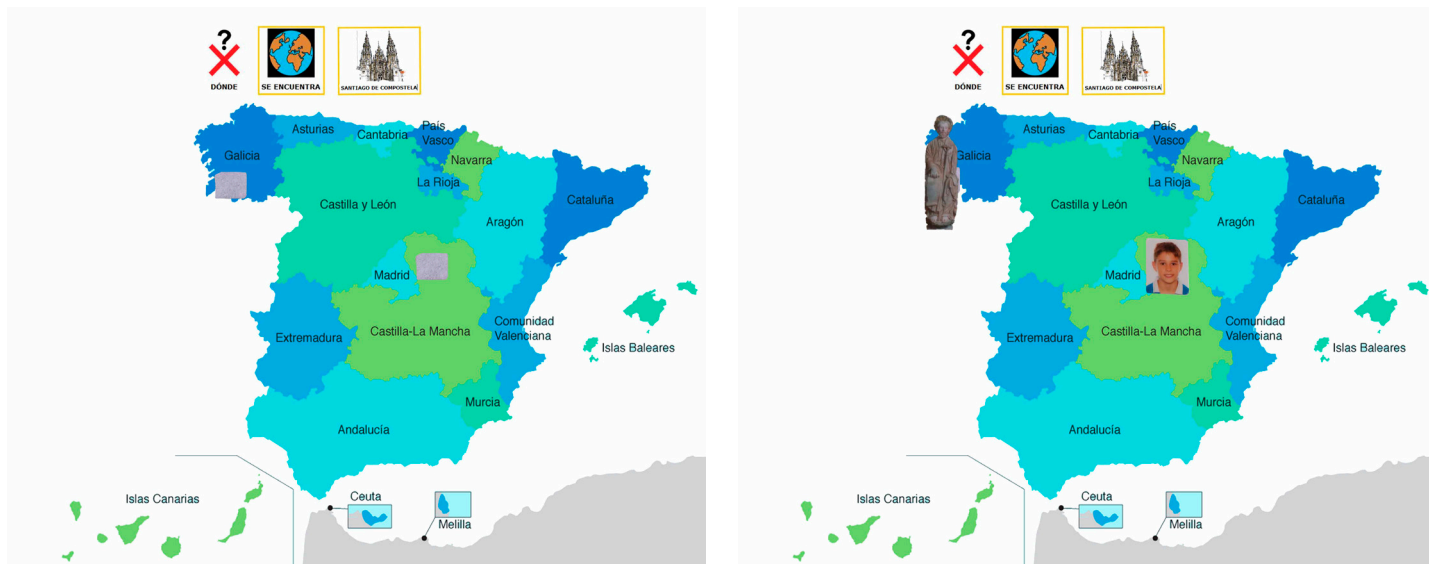 ?
DÓNDE
SE ENCUENTRA
SANTIAGO DE COMPOSTELA
Galicia
Asturias
Cantabria
País
Vasco
Navarra
La Rioja
Castilla y León
Aragón
Cataluña
Madrid
Castilla-La Mancha
Extremadura
Comunidad
Valenciana
Islas Baleares
Murcia
Andalucía
Islas Canarias
Ceuta
Melilla
?
DÓNDE
SE ENCUENTRA
SANTIAGO DE COMPOSTELA
Galicia
Asturias
Cantabria
País
Vasco
Navarra
La Rioja
Castilla y León
Aragón
Cataluña
Madrid
Castilla-La Mancha
Extremadura
Comunidad
Valenciana
Islas Baleares
Murcia
Andalucía
Islas Canarias
Ceuta
Melilla